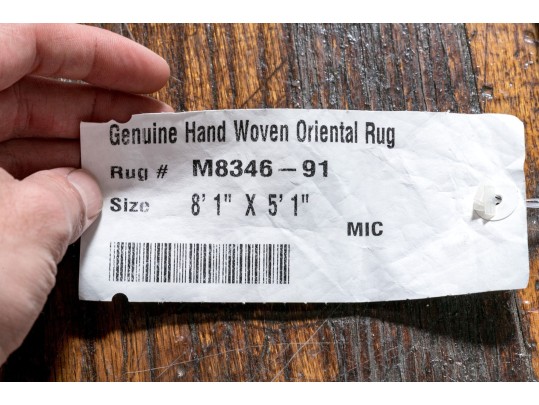 Genuine Hand Woven Oriental Rug
Rug # M8346-91
Size 8' 1" X 5' 1"
MIC